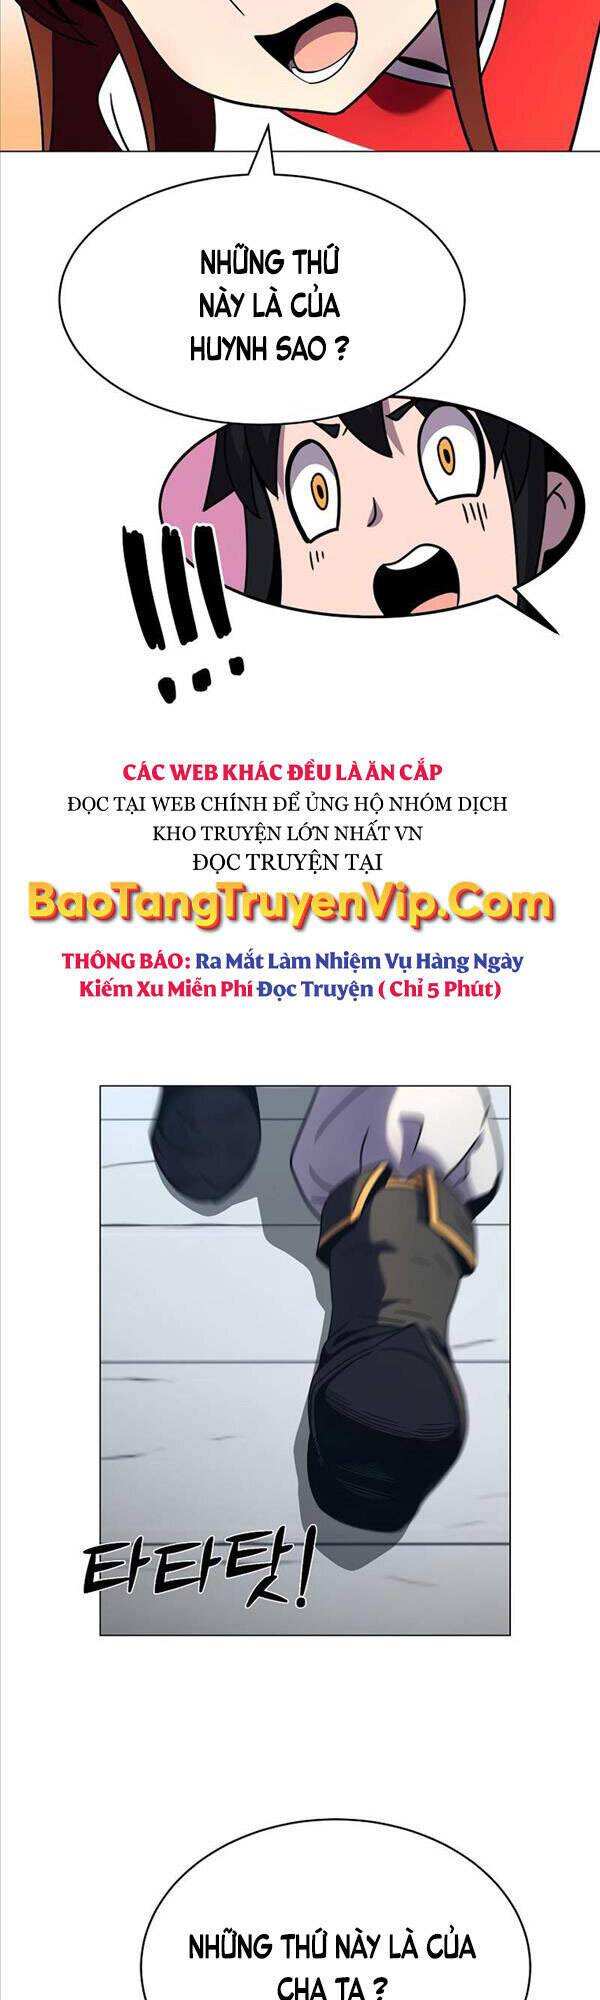 NHỮNG THỨ
NÀY LÀ CỦA
HUYNH SAO ?
!!!
CÁC WEB KHÁC ĐỀU LÀ ĂN CẮP
ĐỌC TẠI WEB CHÍNH ĐỂ ỦNG HỘ NHÓM DỊCH
KHO TRUYỆN LỚN NHẤT VN
ĐỌC TRUYỆN TẠI
BaoTangTruyenVip.Com
THÔNG BÁO: Ra Mắt Làm Nhiệm Vụ Hàng Ngày
Kiếm Xu Miễn Phí Đọc Truyện ( Chỉ 5 Phút)
타타탓!
NHỮNG THỨ NÀY LÀ CỦA
CHA TA ?